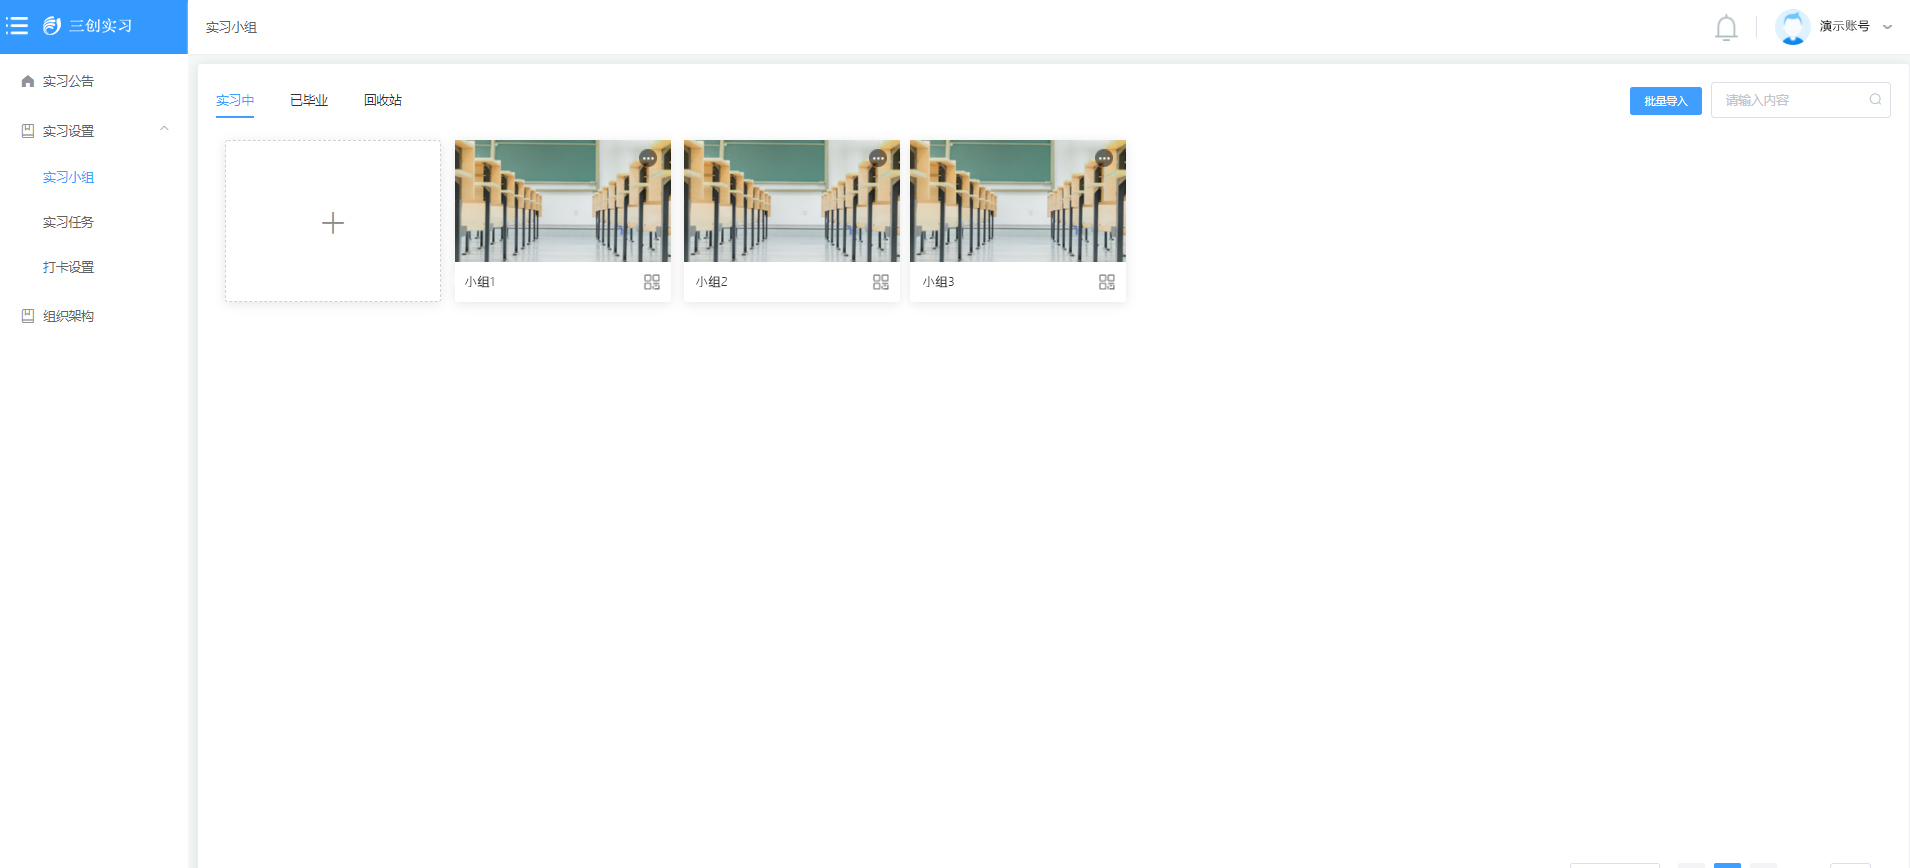 三创实习
实习小组
演示账号
实习公告
实习设置
实习小组
实习任务
打卡设置
组织架构
实习中
已毕业
回收站
批量导入
请输入内容
小组1
小组2
小组3